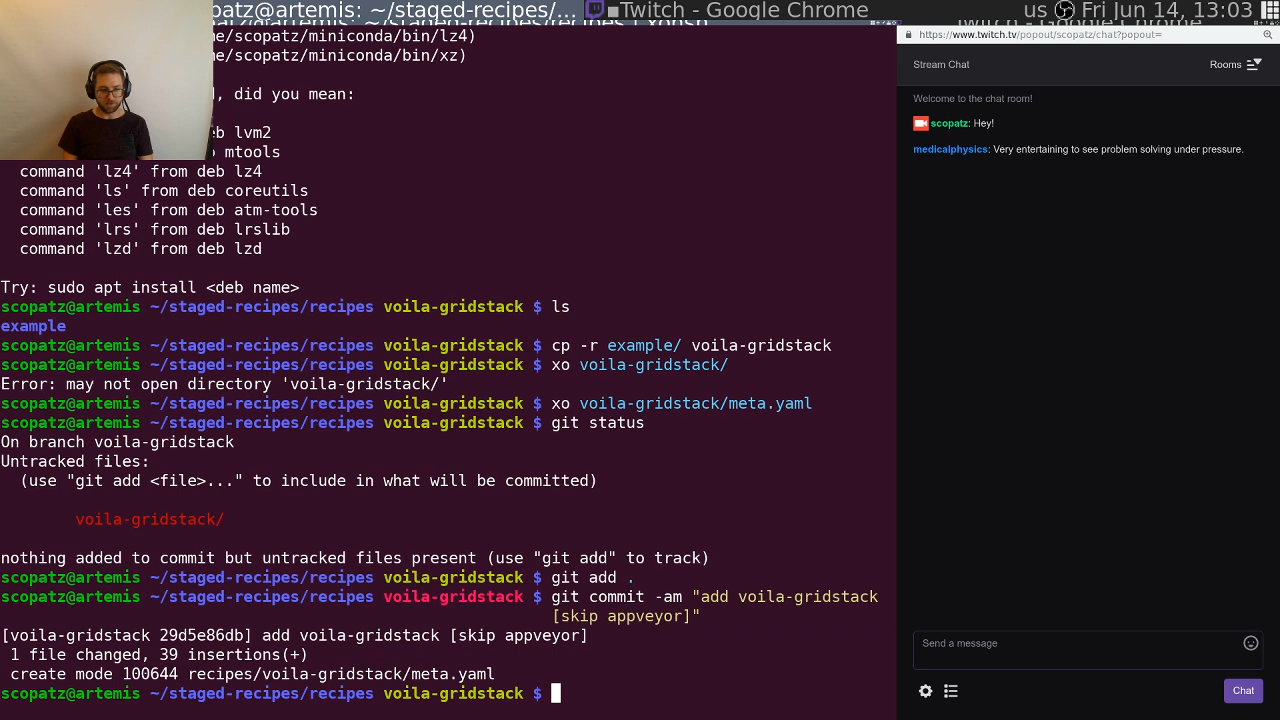 opatz@artemis: ~/staged-recipes/...
Twitch - Google Chrome
us
Fri Jun 14, 13:03
me/scopatz/miniconda/bin/lz4)
me/scopatz/miniconda/bin/xz)
d, did you mean:
eb lvm2
mtools
command 'lz4' from deb lz4
command 'ls' from deb coreutils
command 'les' from deb atm-tools
command 'lrs' from deb lrslib
command 'lzd' from deb lzd
Try: sudo apt install <deb name>
scopatz@artemis ~/staged-recipes/recipes voila-gridstack $ ls
example
scopatz@artemis ~/staged-recipes/recipes voila-gridstack $ cp -r example/ voila-gridstack
scopatz@artemis ~/staged-recipes/recipes voila-gridstack $ xo voila-gridstack/
Error: may not open directory 'voila-gridstack/'
scopatz@artemis ~/staged-recipes/recipes voila-gridstack $ xo voila-gridstack/meta.yaml
scopatz@artemis ~/staged-recipes/recipes voila-gridstack $ git status
On branch voila-gridstack
Untracked files:
(use "git add <file>..." to include in what will be committed)
voila-gridstack/
nothing added to commit but untracked files present (use "git add" to track)
scopatz@artemis ~/staged-recipes/recipes voila-gridstack $ git add .
scopatz@artemis ~/staged-recipes/recipes voila-gridstack $ git commit -am "add voila-gridstack
[skip appveyor]"
[voila-gridstack 29d5e86db] add voila-gridstack [skip appveyor]
1 file changed, 39 insertions(+)
create mode 100644 recipes/voila-gridstack/meta.yaml
scopatz@artemis ~/staged-recipes/recipes voila-gridstack $
https://www.twitch.tv/popout/scopatz/chat?popout=
Stream Chat
Rooms
Welcome to the chat room!
scopatz: Hey!
medicalphysics: Very entertaining to see problem solving under pressure.
Send a message
Chat